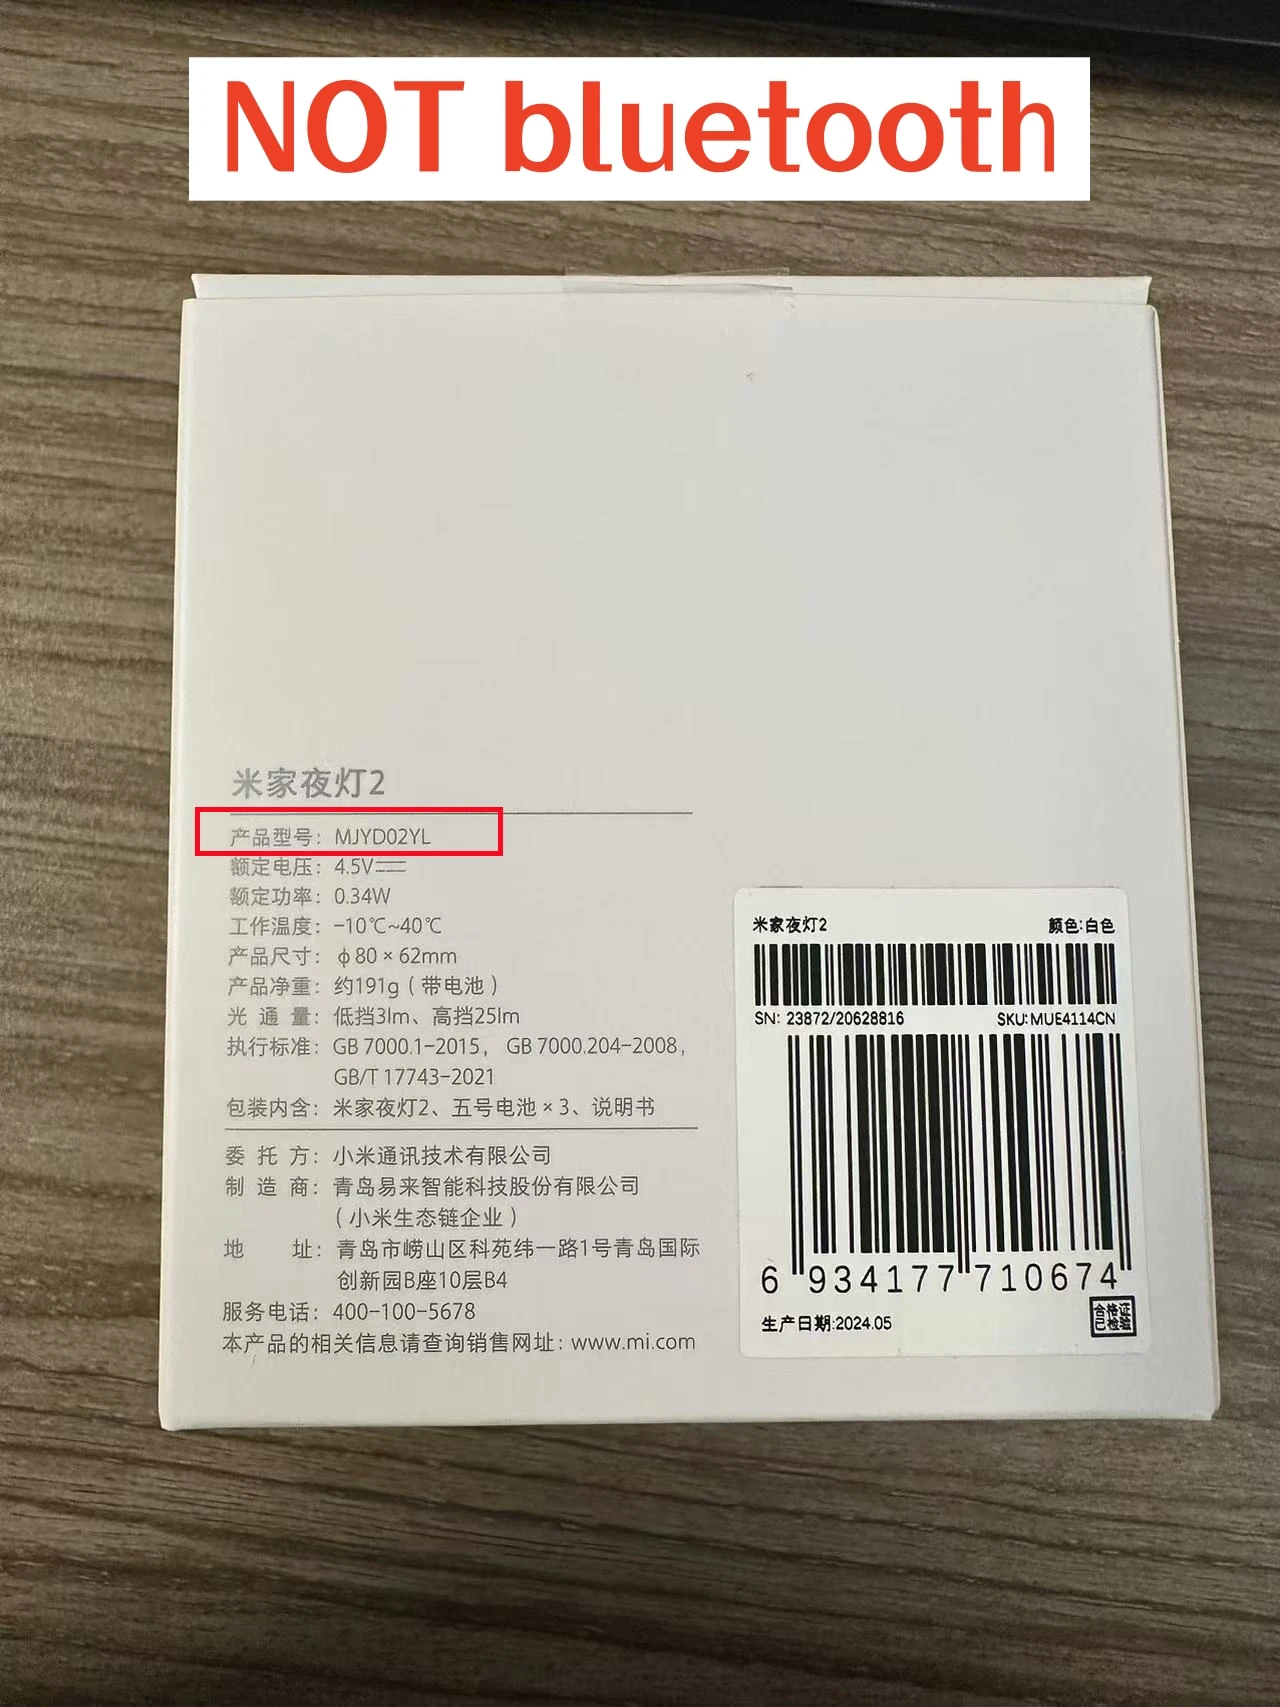 NOT bluetooth
米家夜灯2
产品型号：MJYD02YL
额定电压：4.5V⎓
额定功率：0.34W
工作温度：-10℃~40℃
产品尺寸：φ80×62mm
产品净重：约191g（带电池）
光通量：低挡3lm、高挡25lm
执行标准：GB 7000.1-2015，GB 7000.204-2008，
GB/T 17743-2021
包装内含：米家夜灯2、五号电池×3、说明书
委托方：小米通讯技术有限公司
制造商：青岛易来智能科技股份有限公司
（小米生态链企业）
地址：青岛市崂山区科苑纬一路1号青岛国际
创新园B座10层B4
服务电话：400-100-5678
本产品的相关信息请查询销售网址：www.mi.com
米家夜灯2 颜色:白色
SN: 23872/20628816 SKU:MUE4114CN
6 934177 710674
生产日期:2024.05
合格证
已检验